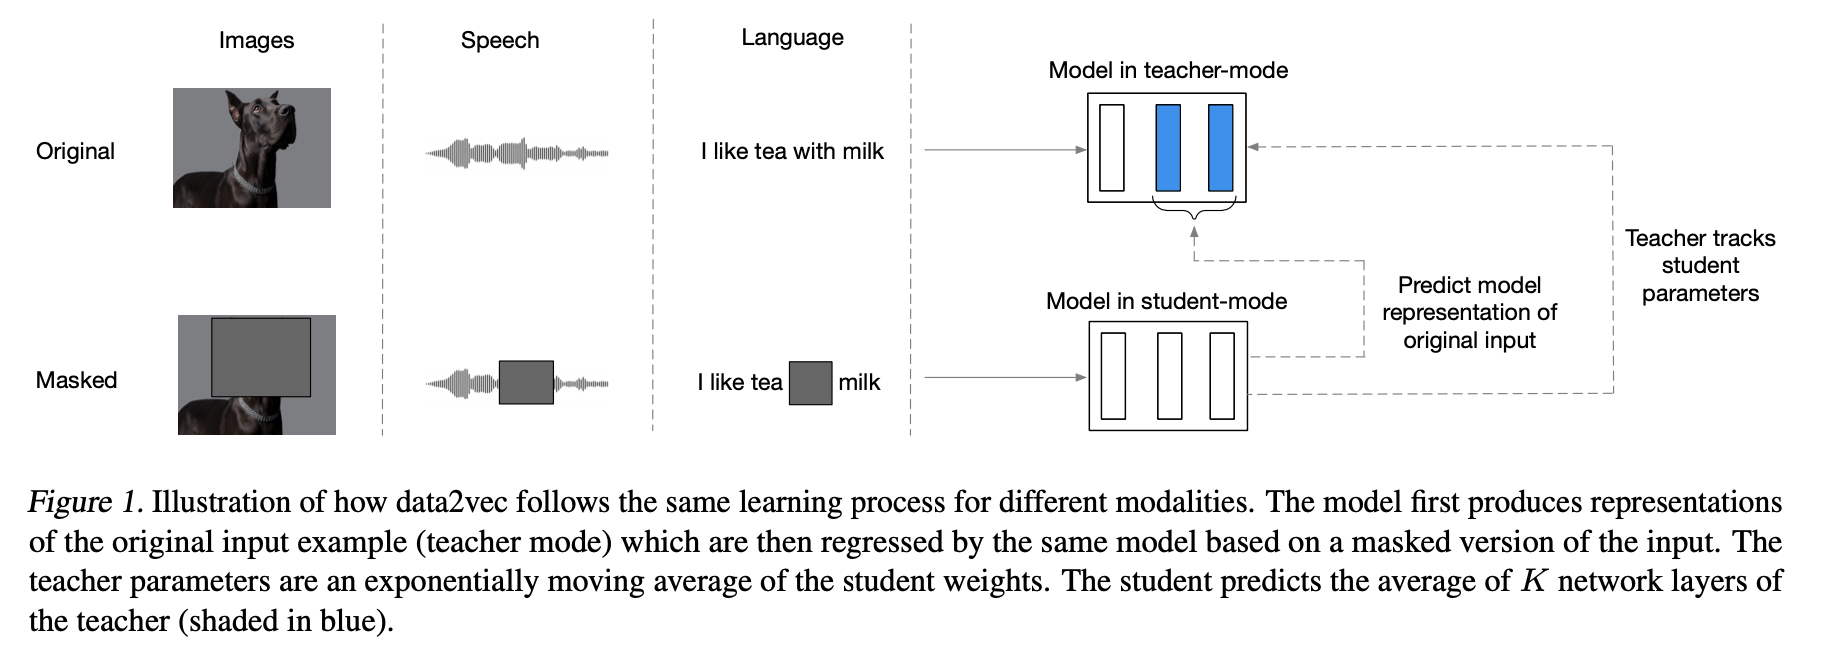 Images
Speech
Language
Model in teacher-mode
Original
I like tea with milk
Teacher tracks
student
parameters
Predict model
representation of
original input
Model in student-mode
Masked
I like tea
milk
Figure 1. Illustration of how data2vec follows the same learning process for different modalities. The model first produces representations
of the original input example (teacher mode) which are then regressed by the same model based on a masked version of the input. The
teacher parameters are an exponentially moving average of the student weights. The student predicts the average of K network layers of
the teacher (shaded in blue).